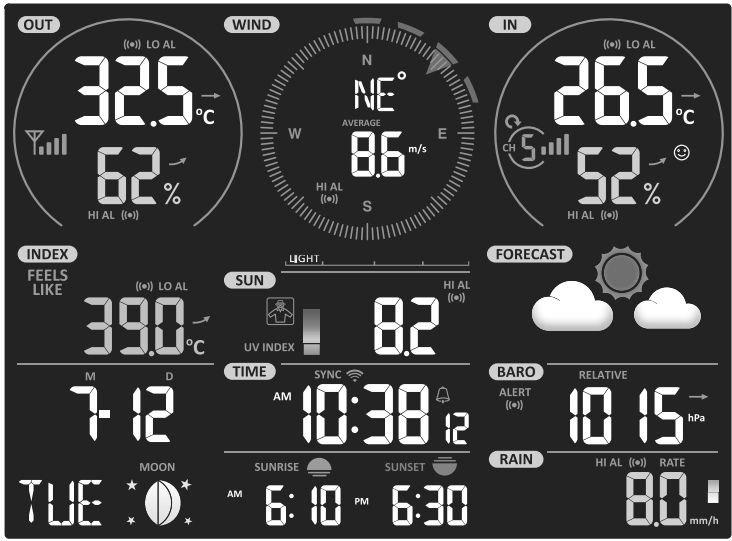 OUT
LO AL
32.5 °C
62 %
HI AL
WIND
N
NE°
W
AVERAGE
E
8.6 m/s
HI AL
S
IN
LO AL
26.5 °C
CH 5
52 %
HI AL
INDEX
FEELS
LIKE
LO AL
39.0 °C
LIGHT
SUN
HI AL
UV INDEX
8.2
FORECAST
M D
7-12
TUE
MOON
TIME
SYNC
AM 10:38 12
SUNRISE
AM 6:10
SUNSET
PM 6:30
BARO
RELATIVE
ALERT
1015 hPa
RAIN
HI AL RATE
8.0 mm/h